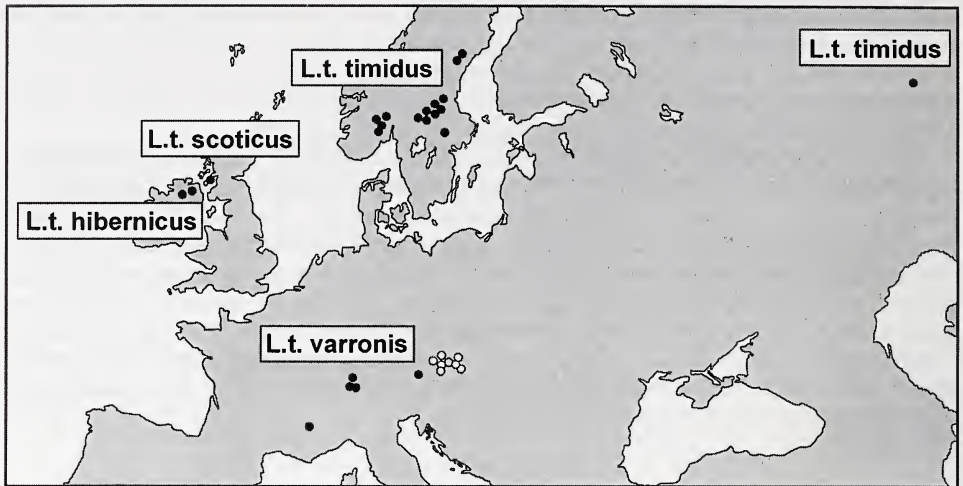 L.t. timidus
L.t. timidus
L.t. scoticus
L.t. hibernicus
L.t. varronis